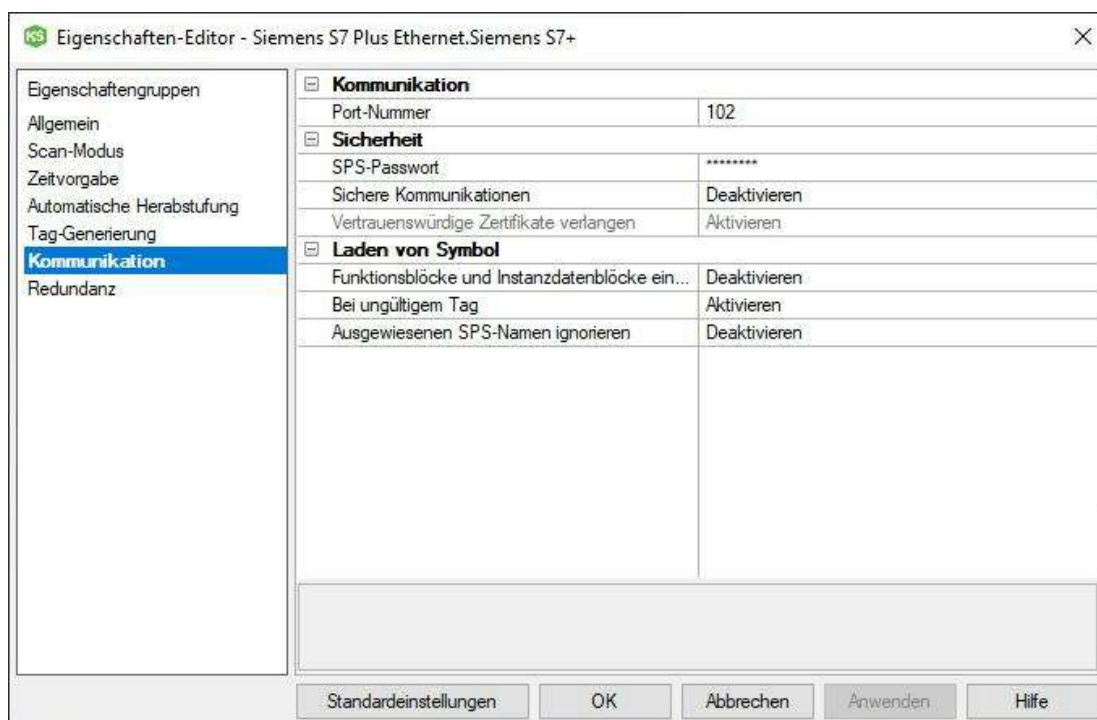 KS Eigenschaften-Editor - Siemens S7 Plus Ethernet.Siemens S7+
Eigenschaftengruppen
Allgemein
Scan-Modus
Zeitvorgabe
Automatische Herabstufung
Tag-Generierung
Kommunikation
Redundanz
Kommunikation
Port-Nummer 102
Sicherheit
SPS-Passwort ********
Sichere Kommunikationen Deaktivieren
Vertrauenswürdige Zertifikate verlangen Aktivieren
Laden von Symbol
Funktionsblöcke und Instanzdatenblöcke ein... Deaktivieren
Bei ungültigem Tag Aktivieren
Ausgewiesenen SPS-Namen ignorieren Deaktivieren
Standardeinstellungen OK Abbrechen Anwenden Hilfe